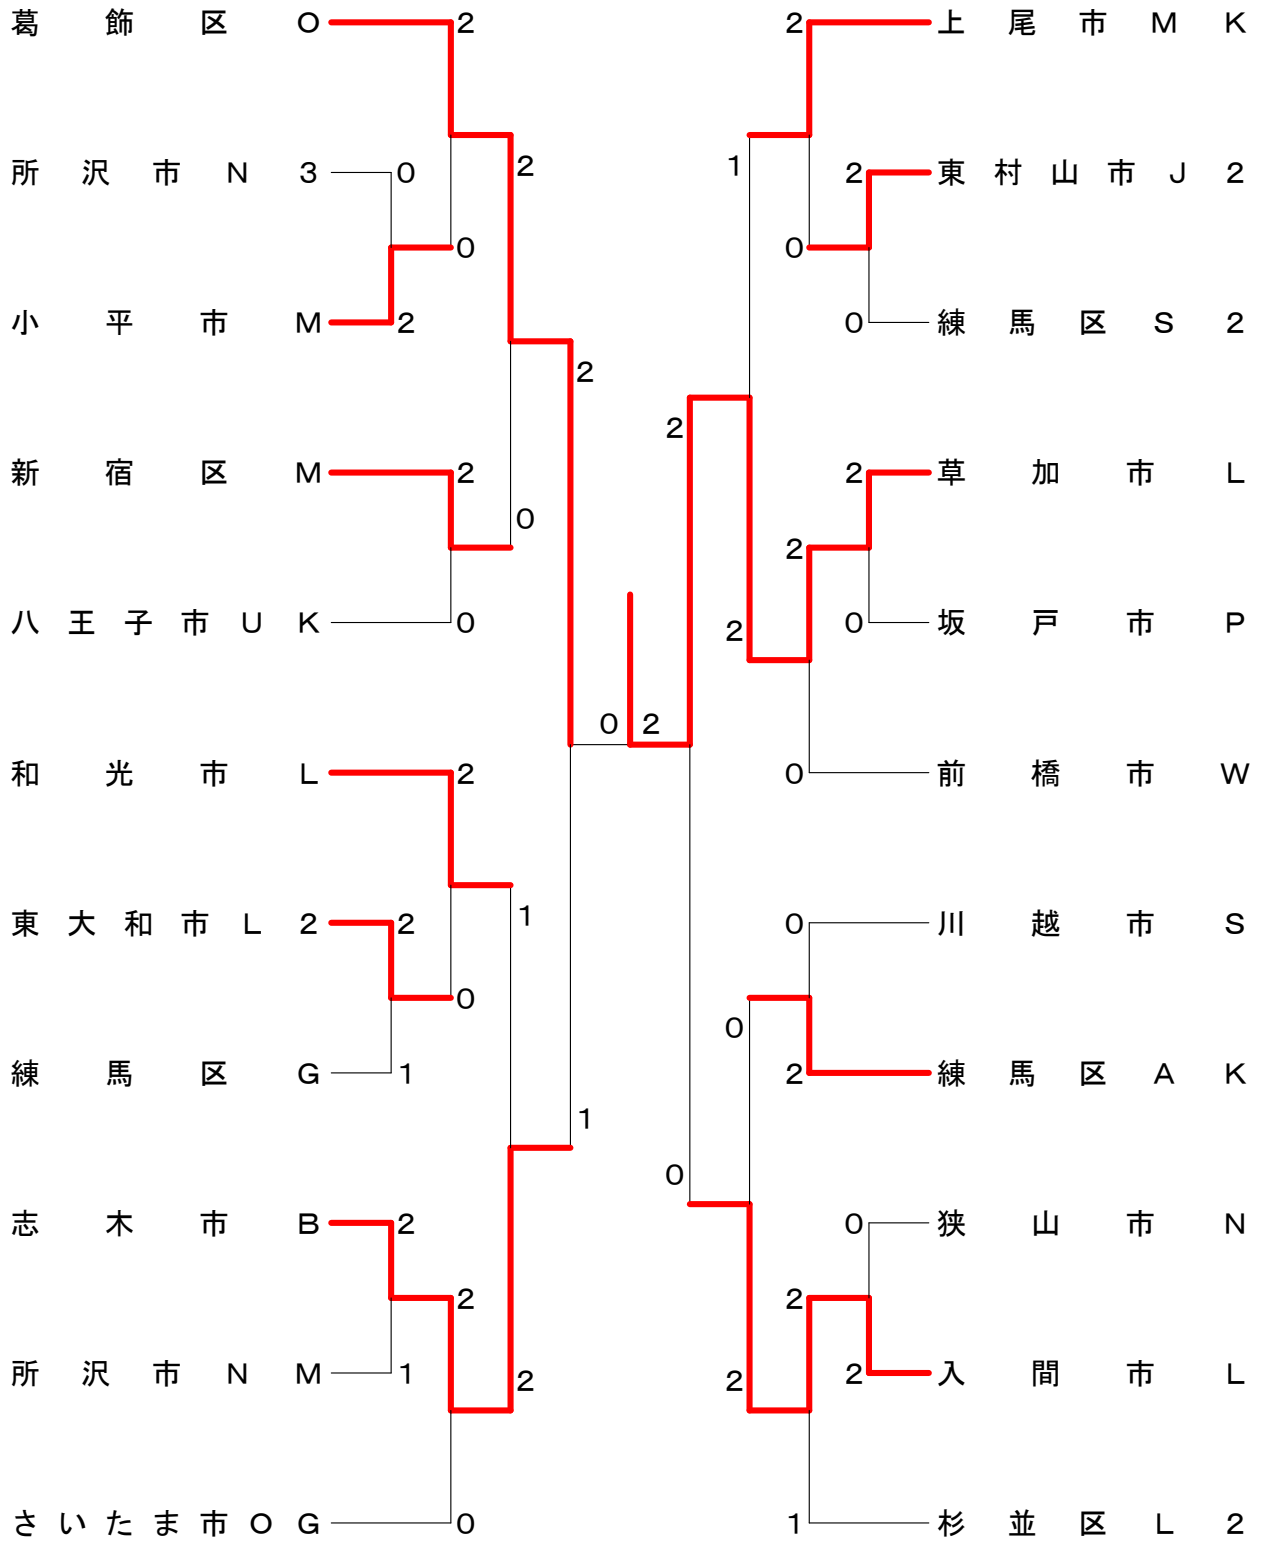 葛飾区O 2 2 上尾市MK
所沢市N3 0 2 1 2 東村山市J2
0 0
小平市M 2 0 練馬区S2
2 2
新宿区M 2 2 草加市L
0 2
八王子市UK 0 2 0 坂戸市P
0 2
和光市L 2 0 前橋市W
東大和市L2 2 1 0 川越市S
0 0
練馬区G 1 2 練馬区AK
1 0
志木市B 2 0 狭山市N
2 2
所沢市NM 1 2 2 2 入間市L
さいたま市OG 0 1 杉並区L2